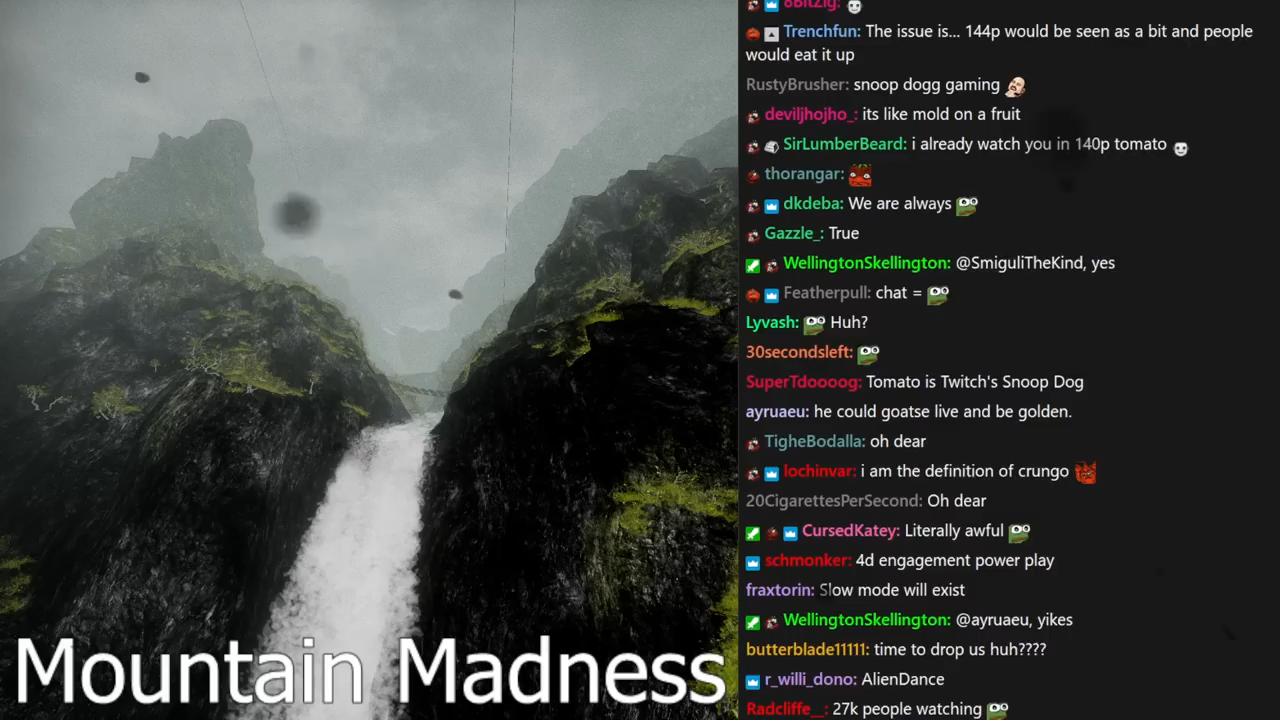 8BitZig:
Trenchfun: The issue is... 144p would be seen as a bit and people
would eat it up
RustyBrusher: snoop dogg gaming
deviljhojho_: its like mold on a fruit
SirLumberBeard: i already watch you in 140p tomato
thorangar:
dkdeba: We are always
Gazzle_: True
WellingtonSkellington: @SmiguliTheKind, yes
Featherpull: chat =
Lyvash: Huh?
30secondsleft:
SuperTdoooog: Tomato is Twitch's Snoop Dog
ayruaeu: he could goatse live and be golden.
TigheBodalla: oh dear
lochinvar: i am the definition of crungo
20CigarettesPerSecond: Oh dear
CursedKatey: Literally awful
schmonker: 4d engagement power play
fraxtorin: Slow mode will exist
WellingtonSkellington: @ayruaeu, yikes
butterblade11111: time to drop us huh????
r_willi_dono: AlienDance
Radcliffe__: 27k people watching
Mountain Madness